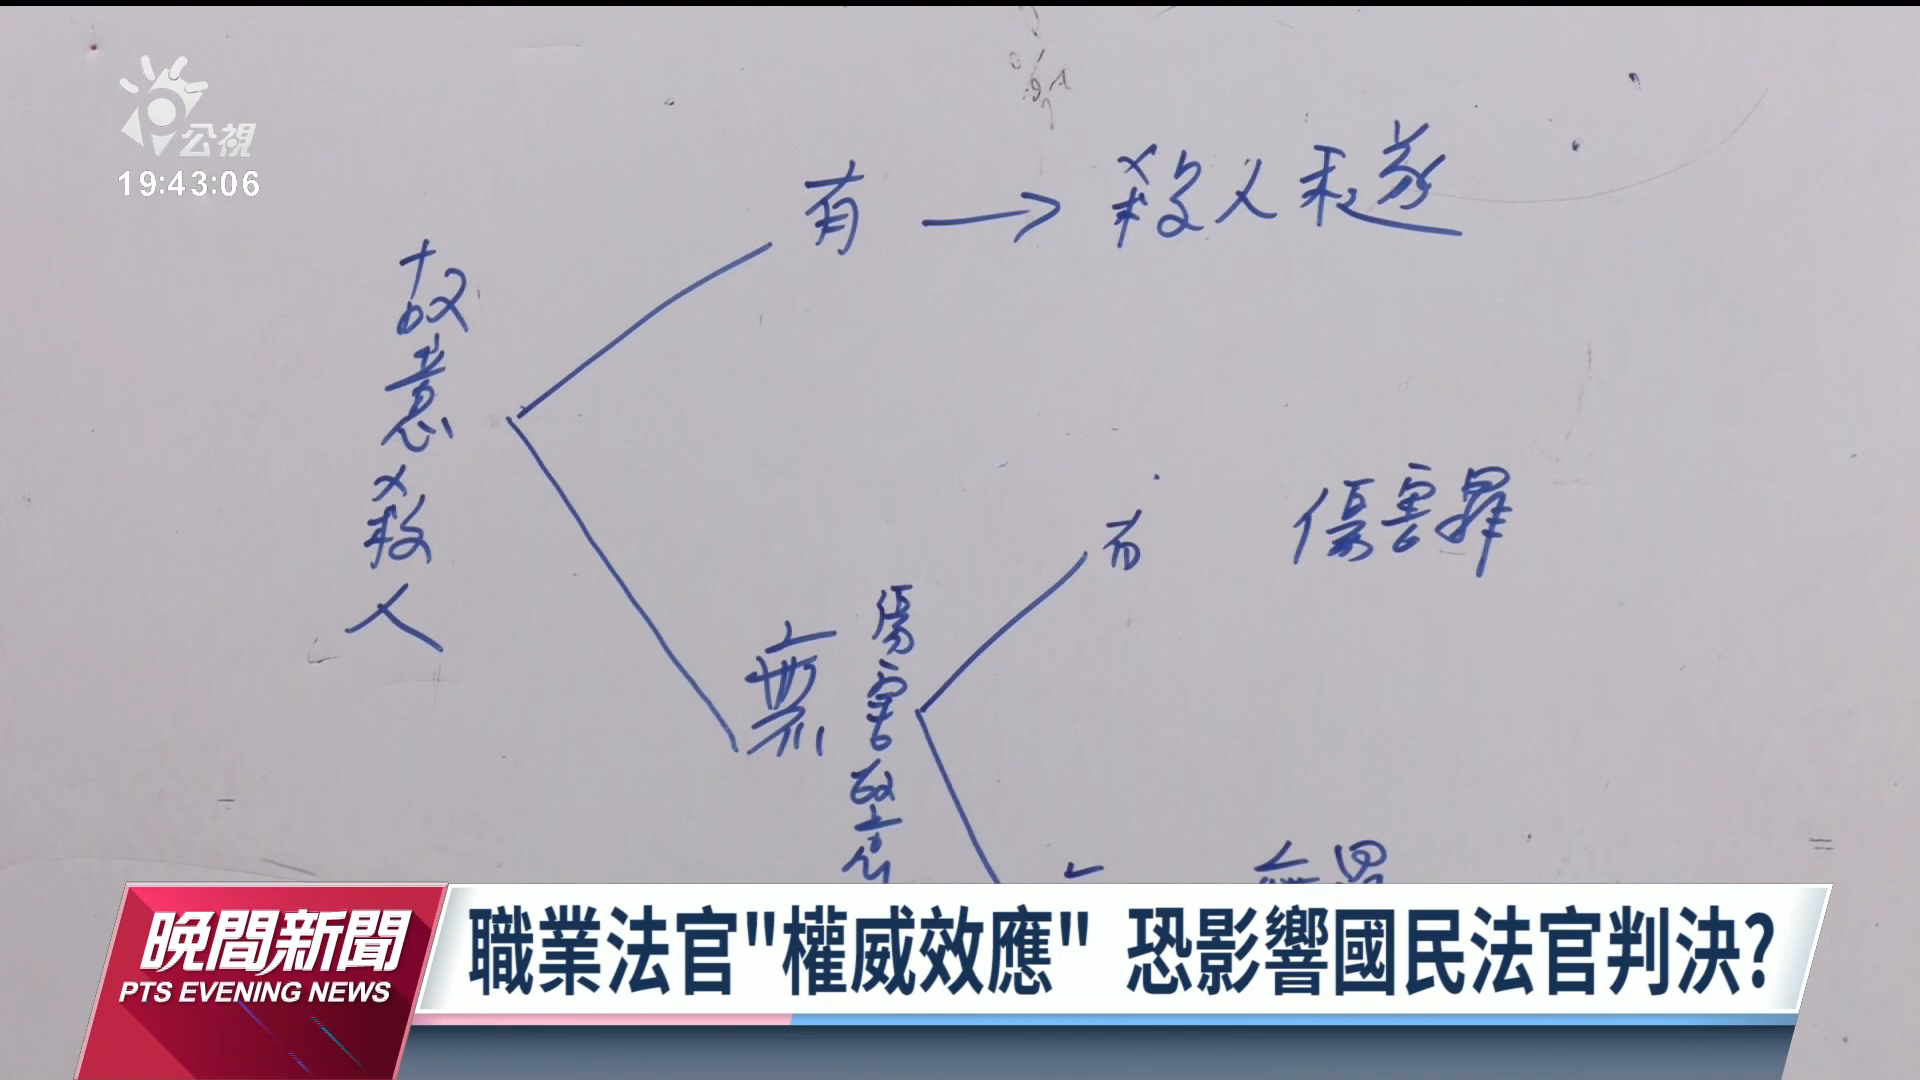 公視
19:43:06
有 → 殺人未遂
故意殺人
有 傷害罪
無
傷害故意
晚間新聞
PTS EVENING NEWS
職業法官"權威效應" 恐影響國民法官判決?